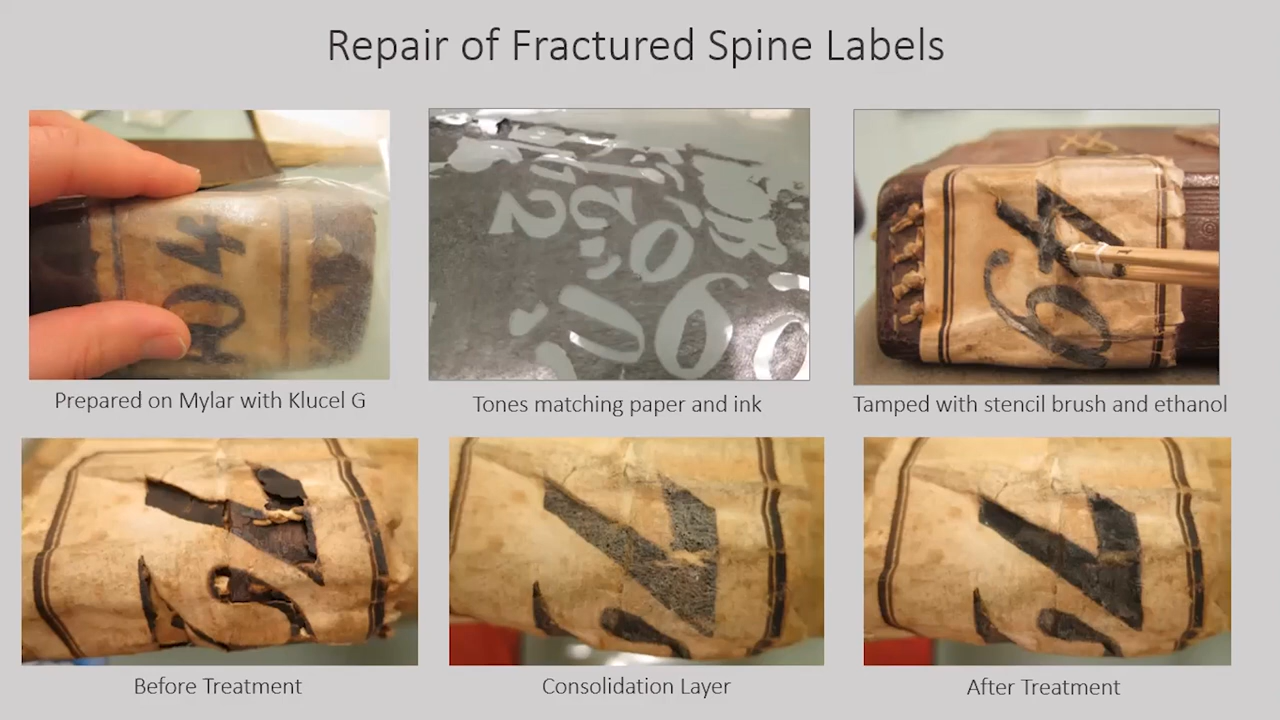 Repair of Fractured Spine Labels
Prepared on Mylar with Klucel G
Tones matching paper and ink
Tamped with stencil brush and ethanol
Before Treatment
Consolidation Layer
After Treatment